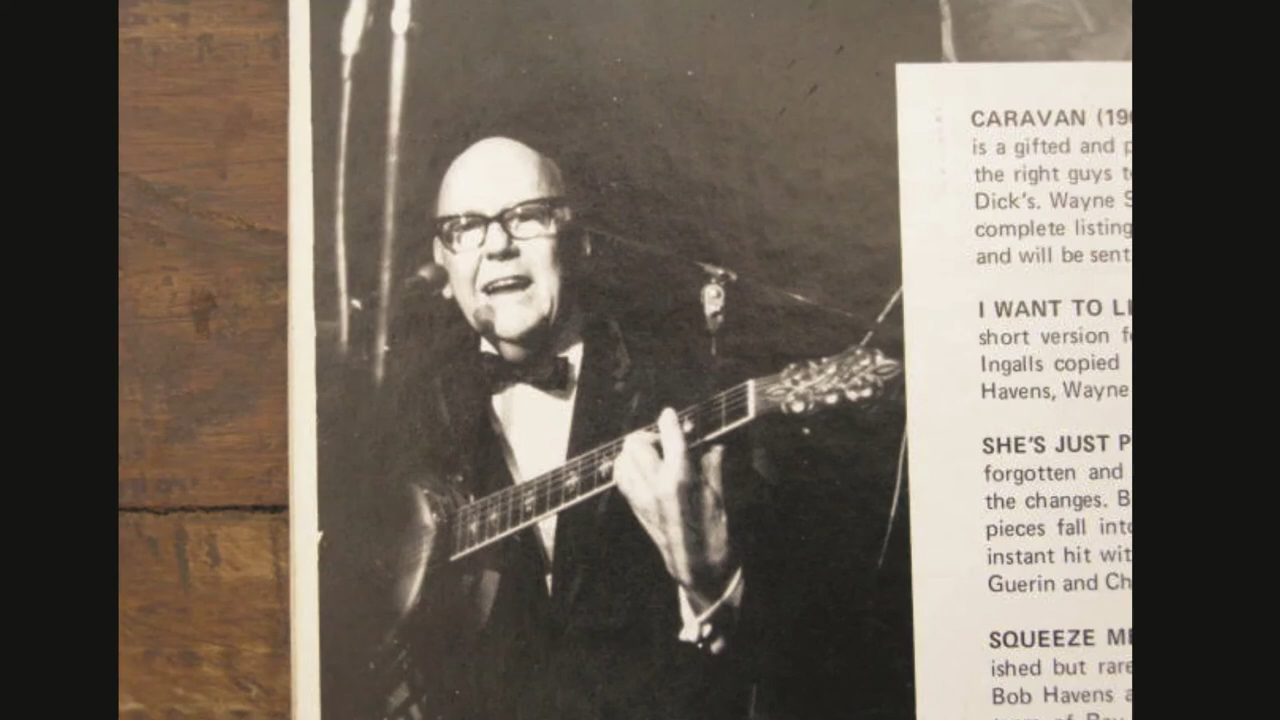 CARAVAN (19
is a gifted and
the right guys
Dick's. Wayne
complete listing
and will be sent
I WANT TO
short version
Ingalls copied
Havens, Wayne
SHE'S JUST
forgotten and
the changes.
pieces fall
instant hit
Guerin and
SQUEEZE
ished but
Bob Havens